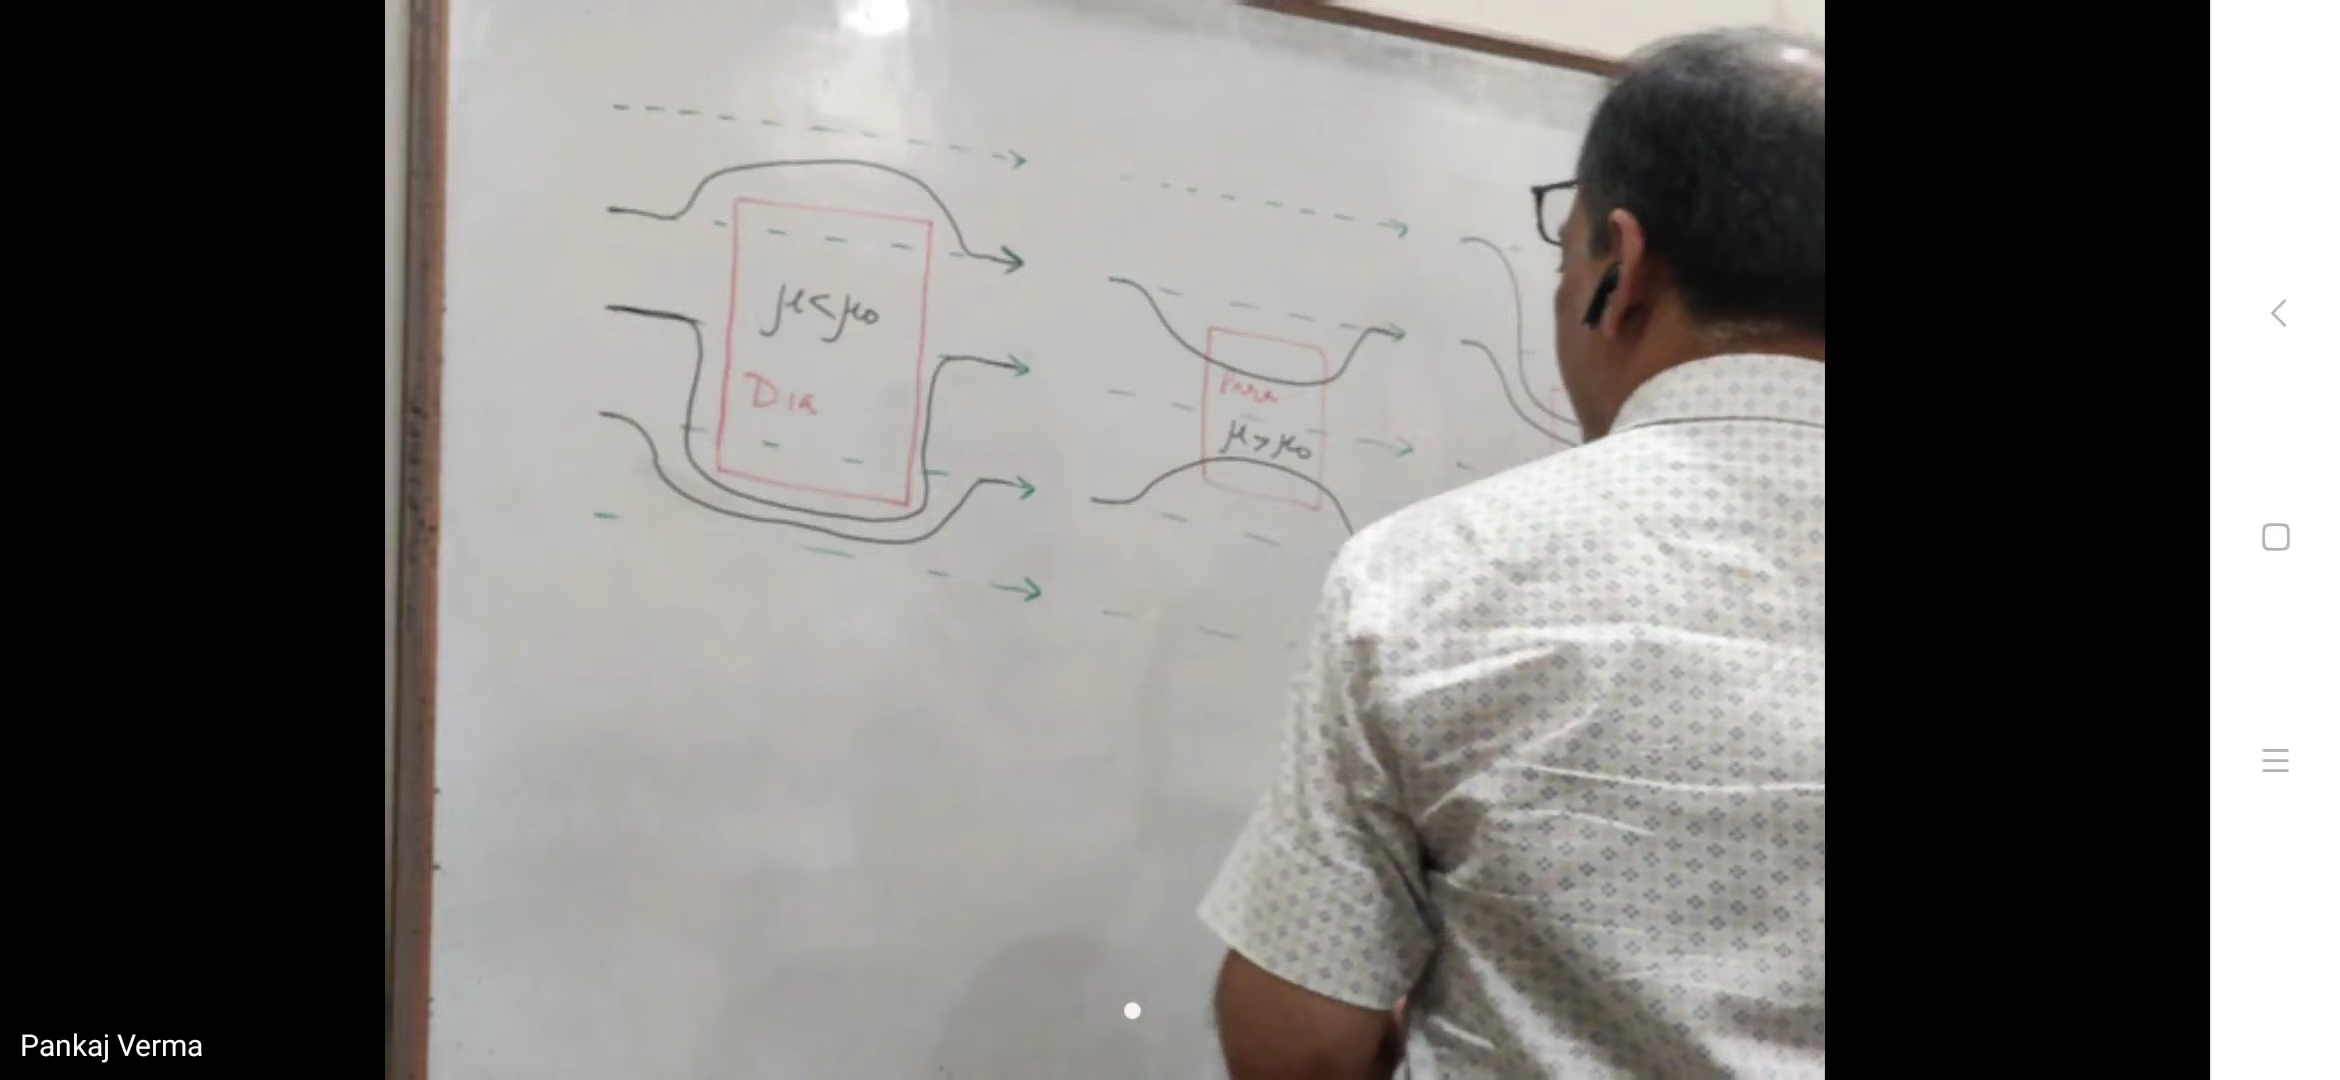 μ<μ₀
Dia
Para
μ>μ₀
Pankaj Verma